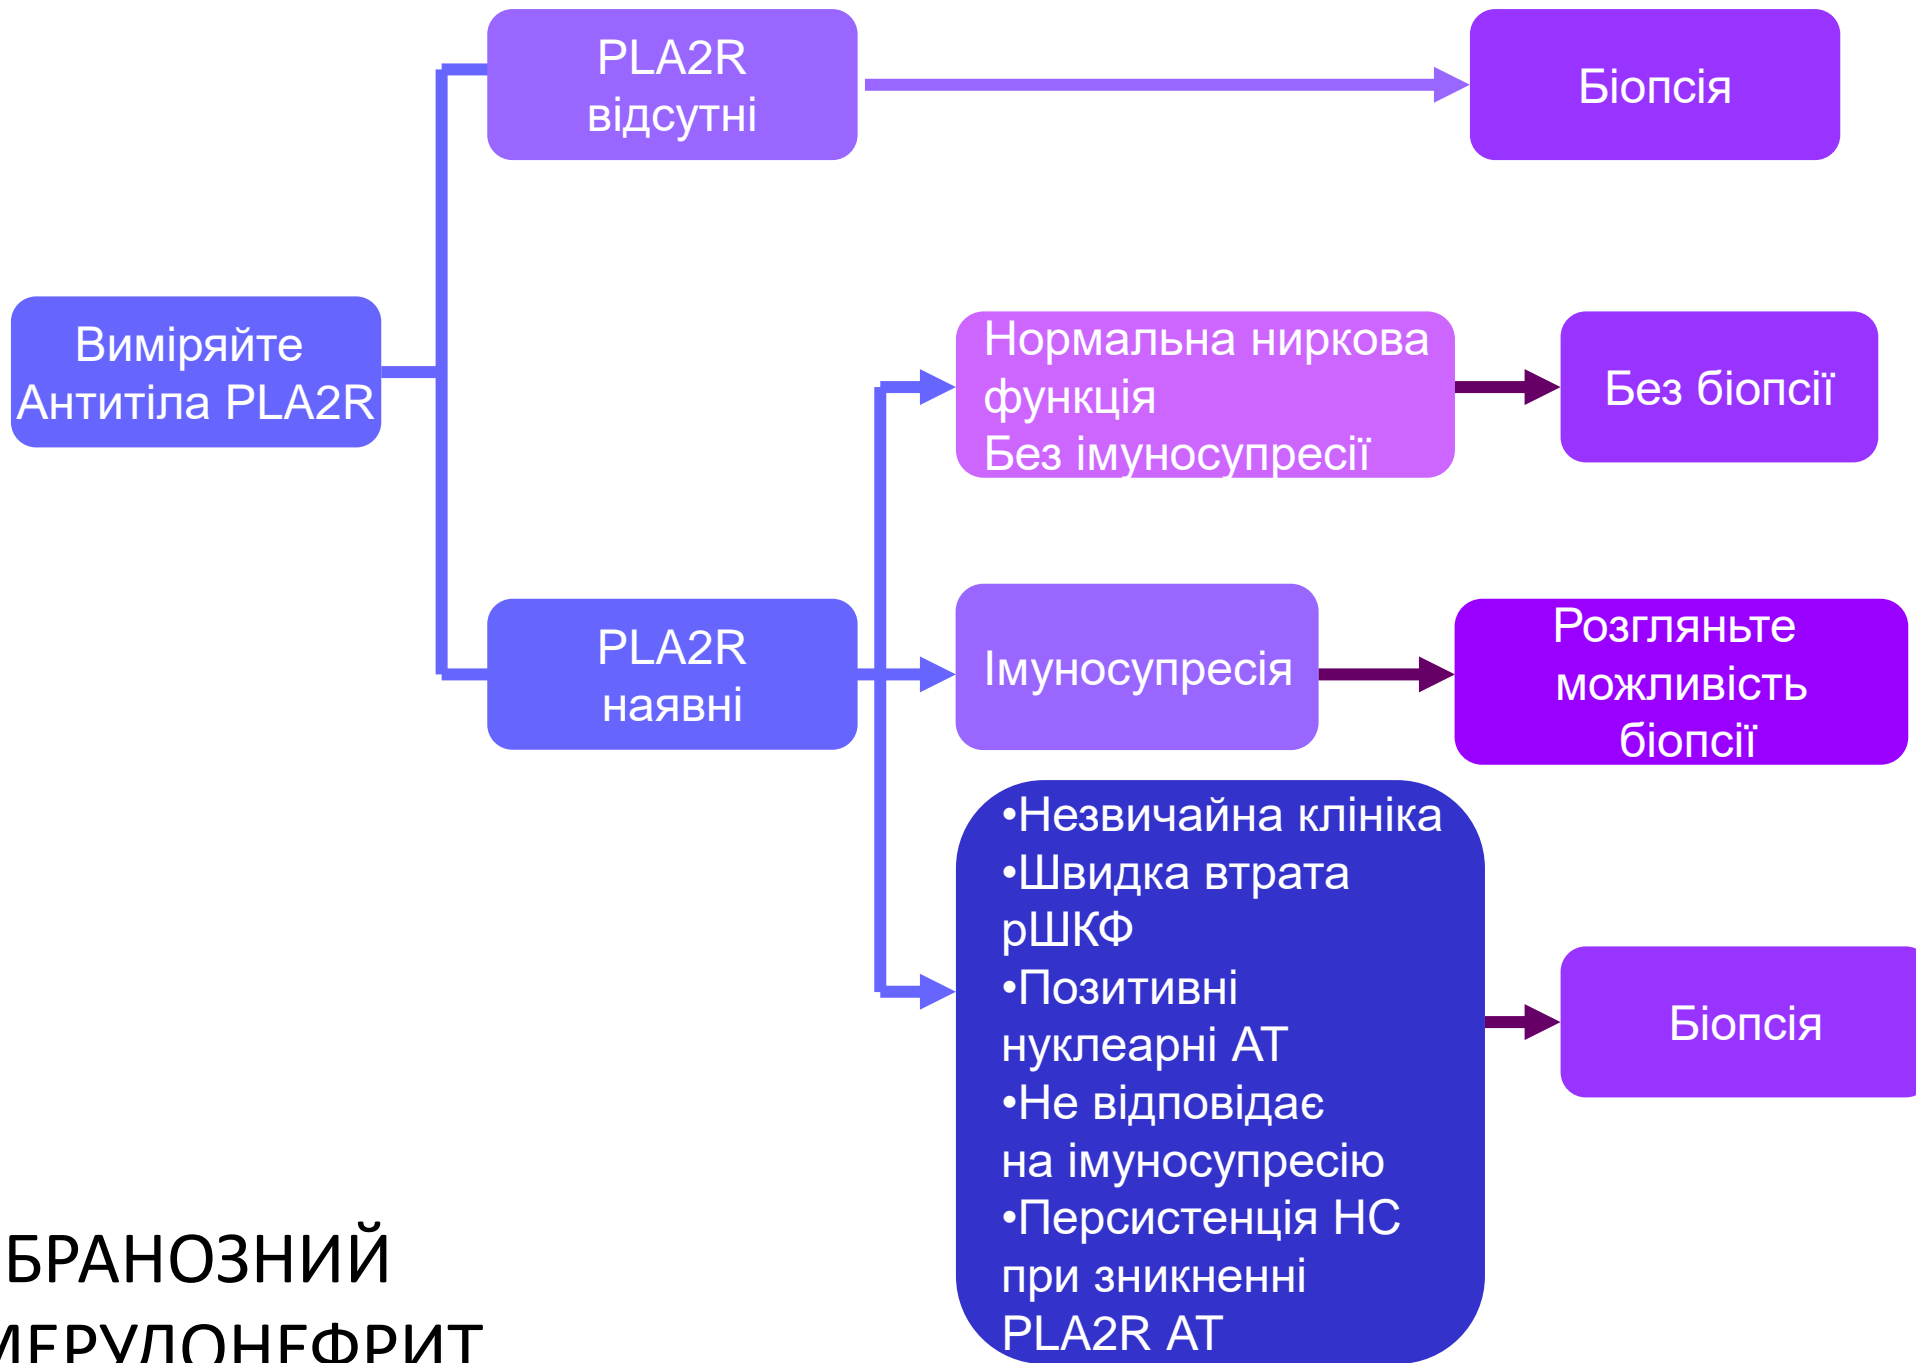 PLA2R
відсутні
Біопсія
Виміряйте
Антитіла PLA2R
Нормальна ниркова
функція
Без імуносупресії
Без біопсії
PLA2R
наявні
Імуносупресія
Розгляньте
можливість
біопсії
•Незвичайна клініка
•Швидка втрата
рШКФ
•Позитивні
нуклеарні АТ
•Не відповідає
на імуносупресію
•Персистенція НС
при зникненні
PLA2R АТ
Біопсія
БРАНОЗНИЙ
МЕРУЛОНЕФРИТ